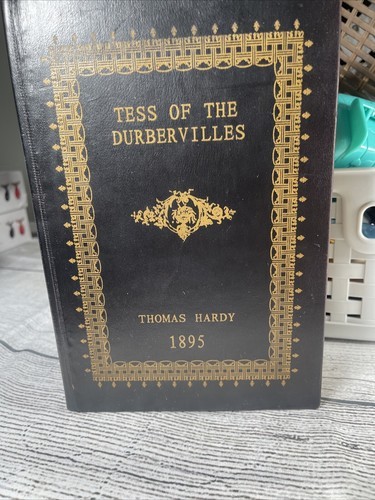 TESS OF THE
DURBERVILLES
THOMAS HARDY
1895